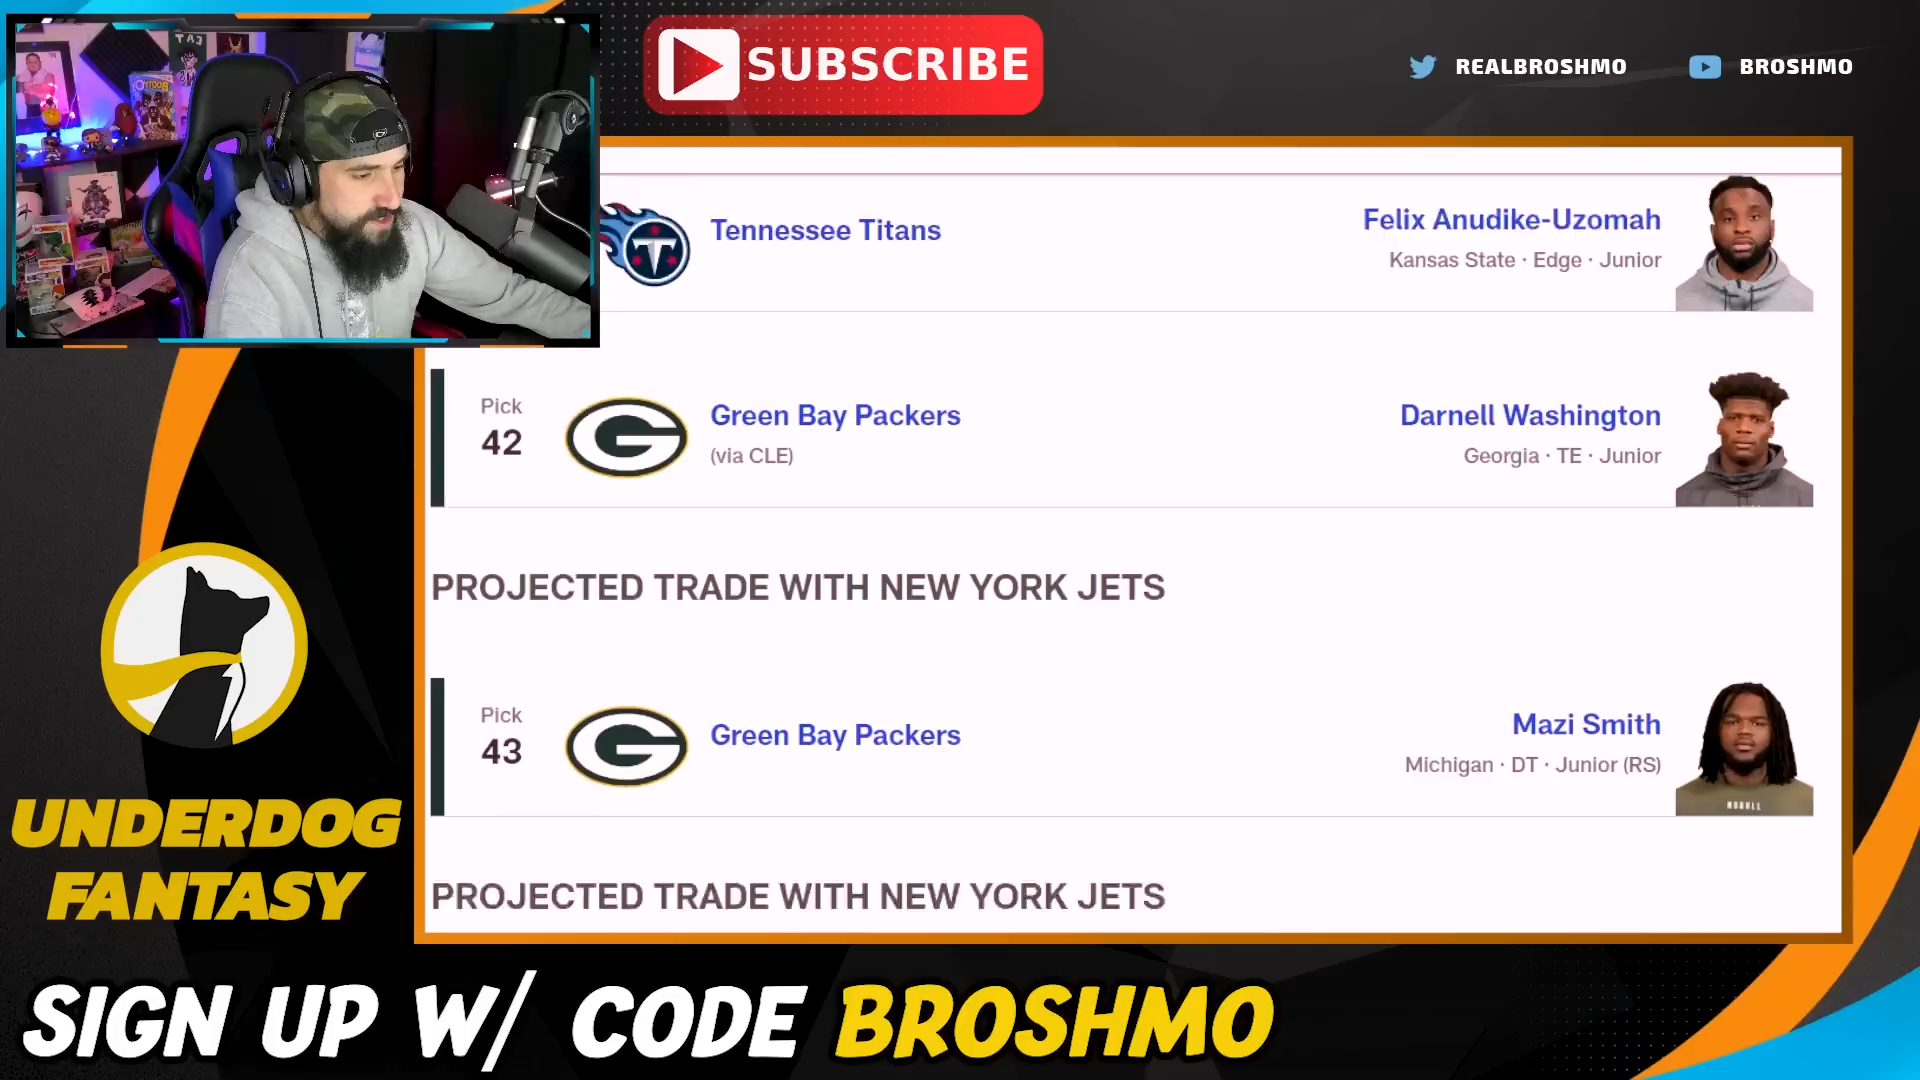 SUBSCRIBE
REALBROSHMO
BROSHMO
Tennessee Titans
Felix Anudike-Uzomah
Kansas State · Edge · Junior
Pick
42
Green Bay Packers
(via CLE)
Darnell Washington
Georgia · TE · Junior
PROJECTED TRADE WITH NEW YORK JETS
Pick
43
Green Bay Packers
Mazi Smith
Michigan · DT · Junior (RS)
NOBULL
PROJECTED TRADE WITH NEW YORK JETS
UNDERDOG
FANTASY
SIGN UP W/ CODE BROSHMO